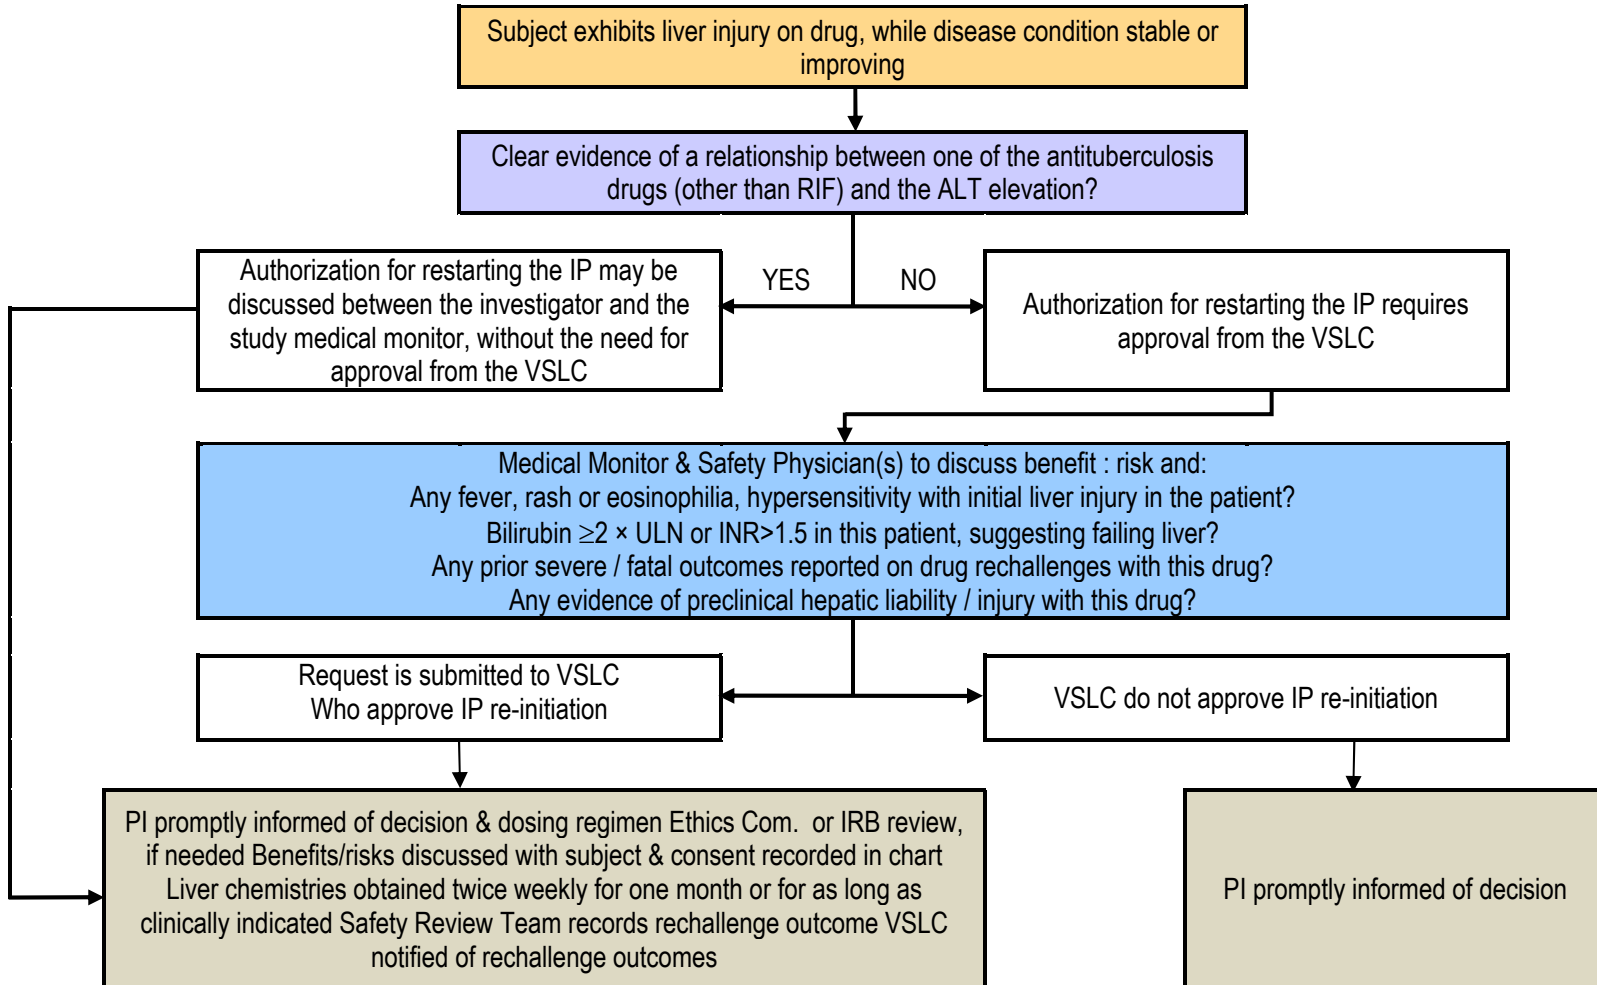 Subject exhibits liver injury on drug, while disease condition stable or
improving
Clear evidence of a relationship between one of the antituberculosis
drugs (other than RIF) and the ALT elevation?
Authorization for restarting the IP may be
discussed between the investigator and the
study medical monitor, without the need for
approval from the VSLC
YES
NO
Authorization for restarting the IP requires
approval from the VSLC
Medical Monitor & Safety Physician(s) to discuss benefit : risk and:
Any fever, rash or eosinophilia, hypersensitivity with initial liver injury in the patient?
Bilirubin ≥2 × ULN or INR>1.5 in this patient, suggesting failing liver?
Any prior severe / fatal outcomes reported on drug rechallenges with this drug?
Any evidence of preclinical hepatic liability / injury with this drug?
Request is submitted to VSLC
Who approve IP re-initiation
VSLC do not approve IP re-initiation
PI promptly informed of decision & dosing regimen Ethics Com. or IRB review,
if needed Benefits/risks discussed with subject & consent recorded in chart
Liver chemistries obtained twice weekly for one month or for as long as
clinically indicated Safety Review Team records rechallenge outcome VSLC
notified of rechallenge outcomes
PI promptly informed of decision